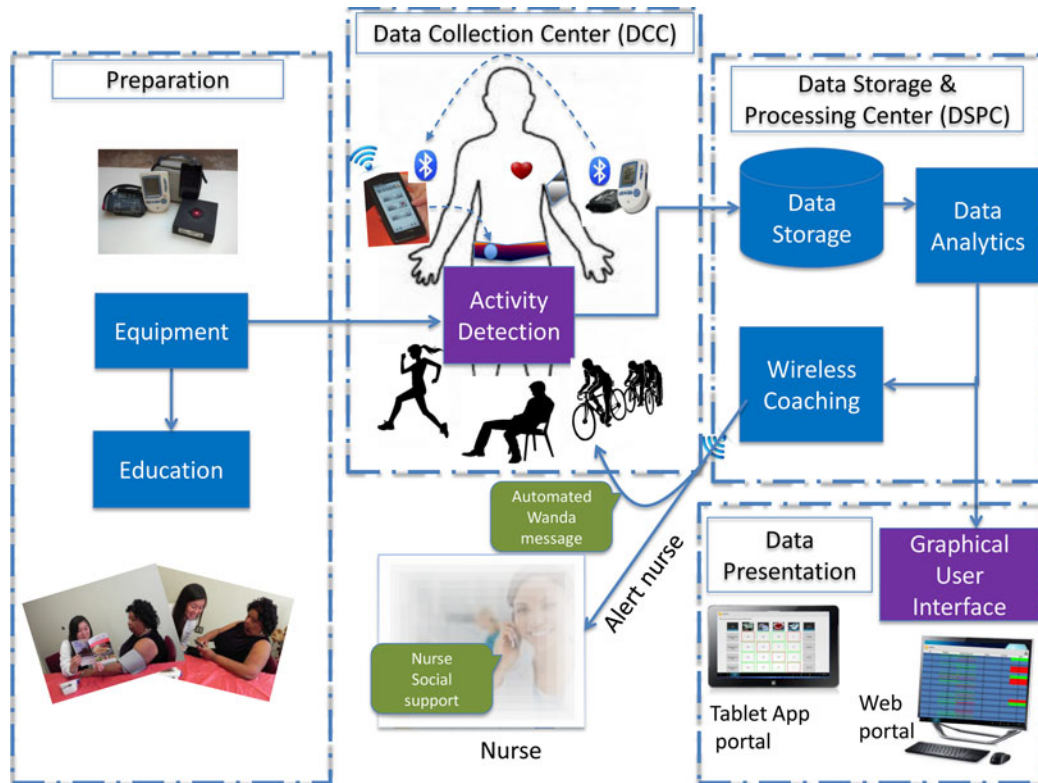 Preparation
Equipment
Education
Data Collection Center (DCC)
Activity
Detection
Data Storage &
Processing Center (DSPC)
Data
Storage
Data
Analytics
Wireless
Coaching
Automated
Wanda
message
Alert nurse
Nurse
Social
support
Nurse
Data
Presentation
Graphical
User
Interface
Tablet App
portal
Web
portal